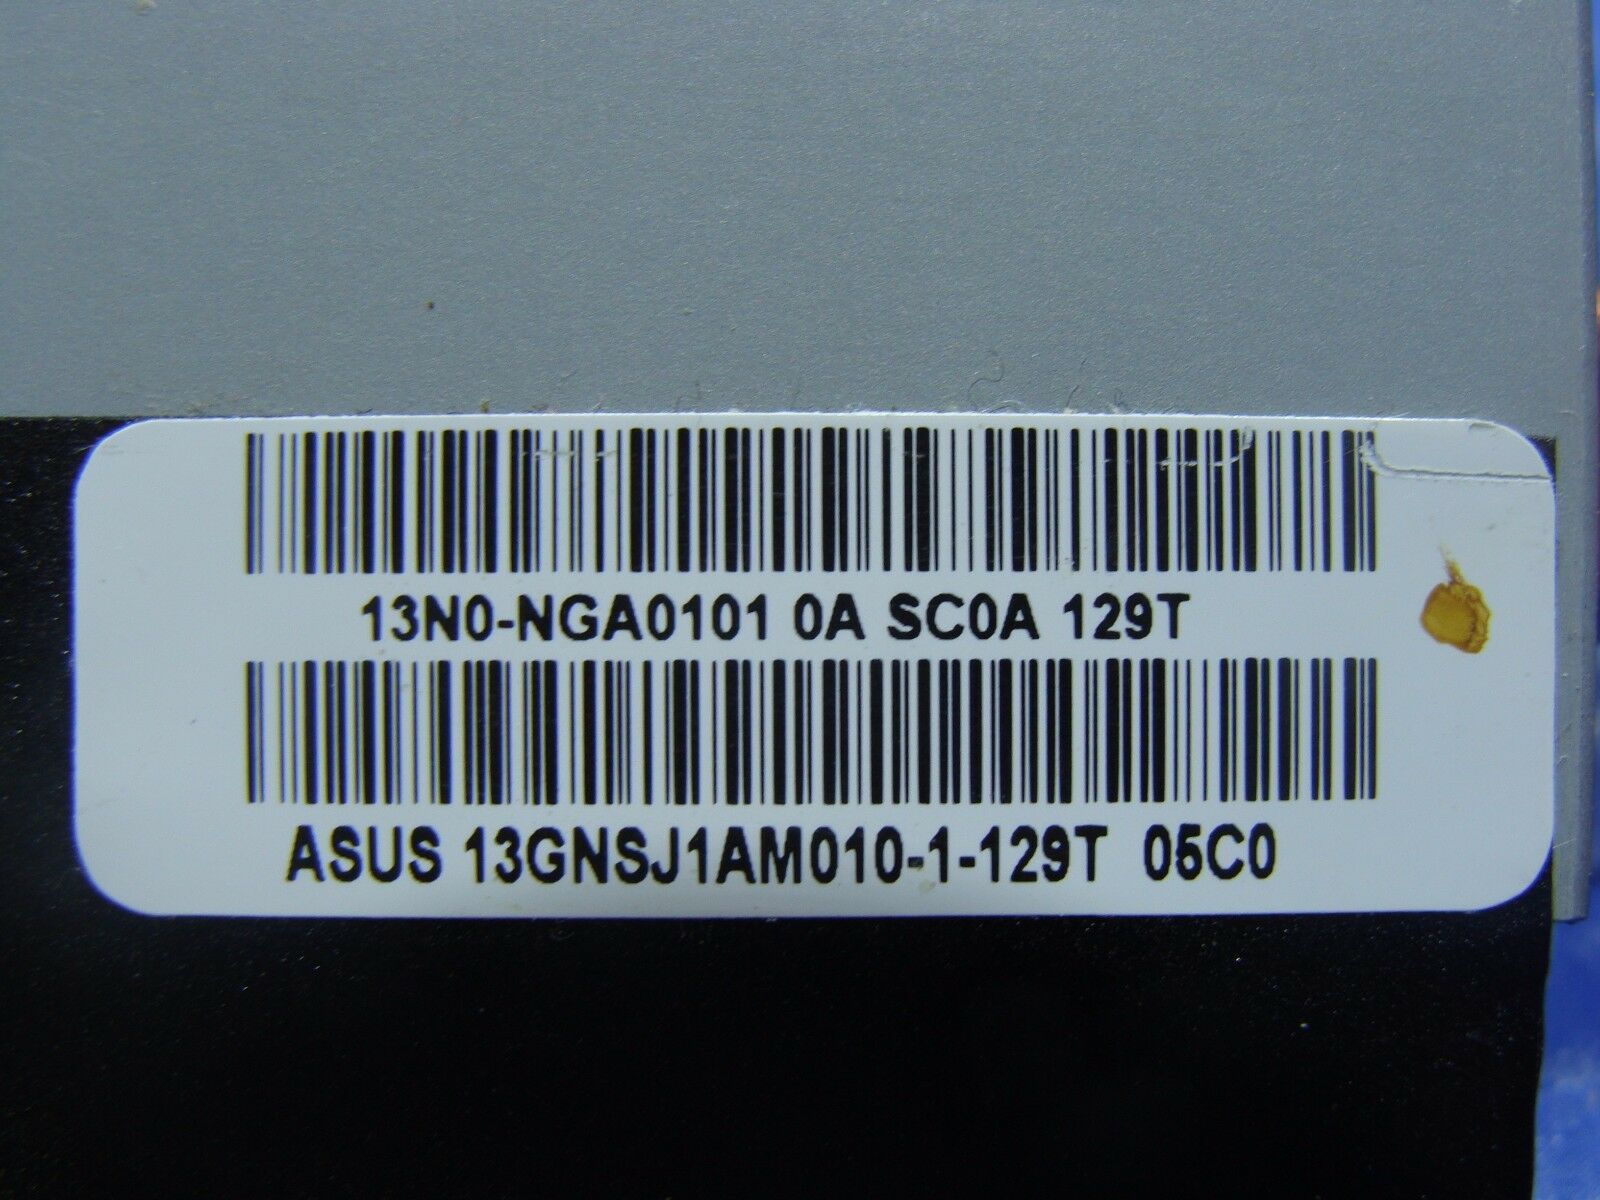 13N0-NGA0101 0A SC0A 129T
ASUS 13GNSJ1AM010-1-129T 05C0